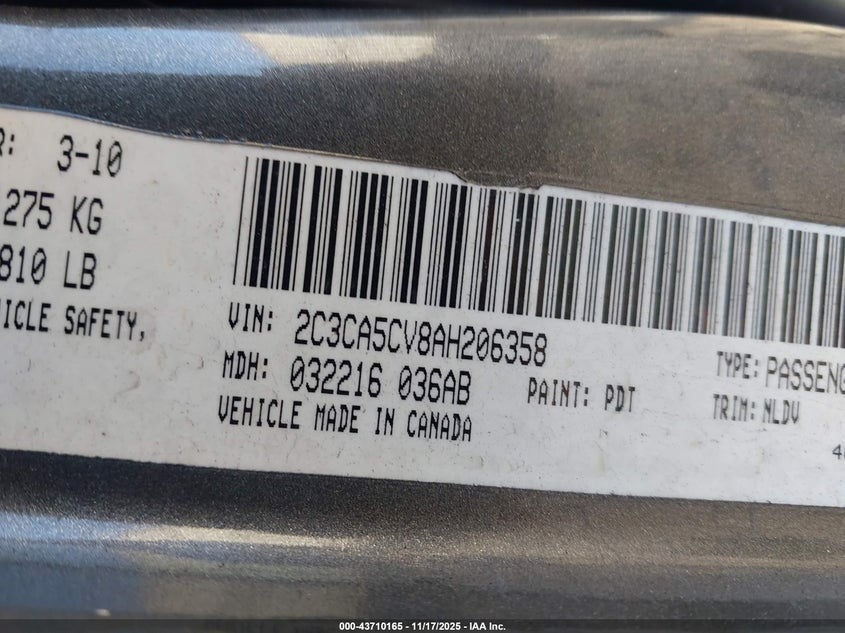 R: 3-10
275 KG
810 LB
ICLE SAFETY,
VIN: 2C3CA5CV8AH206358
MDH: 032216 036AB
PAINT: PDT
VEHICLE MADE IN CANADA
TYPE: PASSENG
TRIM: NLDV
000-43710165 - 11/17/2025 - IAA Inc.